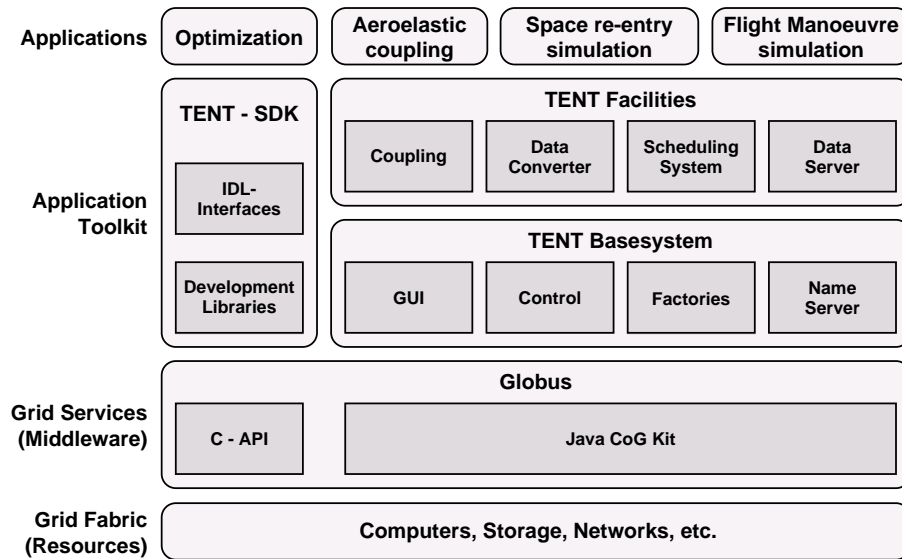 Applications
Optimization
Aeroelastic
coupling
Space re-entry
simulation
Flight Manoeuvre
simulation
Application
Toolkit
TENT - SDK
IDL-
Interfaces
Development
Libraries
TENT Facilities
Coupling
Data
Converter
Scheduling
System
Data
Server
TENT Basesystem
GUI
Control
Factories
Name
Server
Grid Services
(Middleware)
Globus
C - API
Java CoG Kit
Grid Fabric
(Resources)
Computers, Storage, Networks, etc.